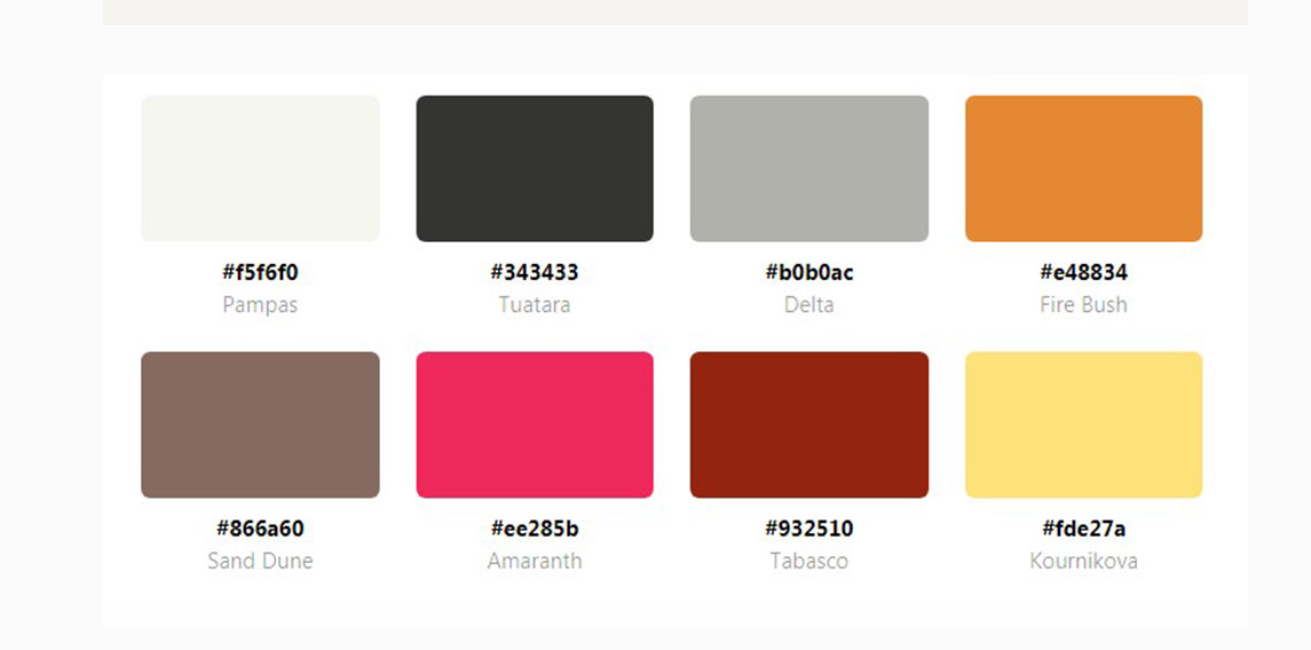 #f5f6f0 #343433 #b0b0ac #e48834
Pampas Tuatara Delta Fire Bush
#866a60 #ee285b #932510 #fde27a
Sand Dune Amaranth Tabasco Kournikova